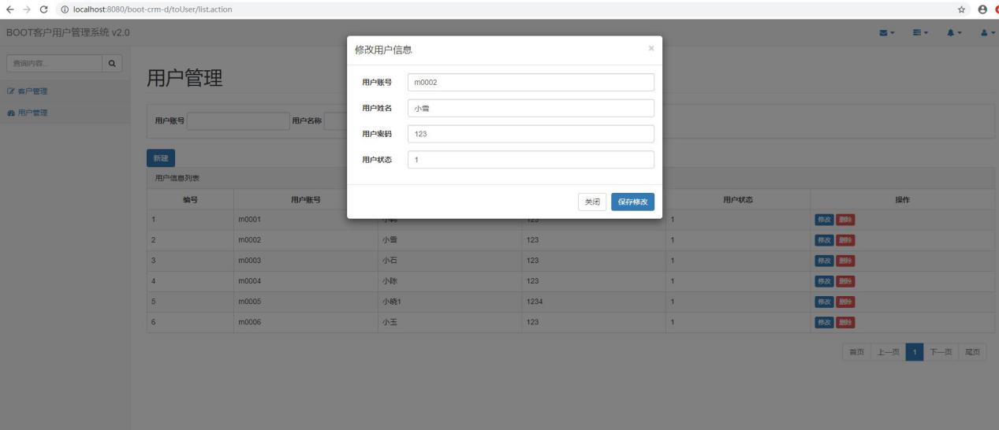 localhost:8080/boot-crm-d/toUser/list.action
BOOT客户用户管理系统 v2.0
查询内容...
客户管理
用户管理
用户管理
用户账号 用户名称
新建
用户信息列表
编号 用户账号 用户状态 操作
1 m0001 123 1 修改 删除
2 m0002 小雪 123 1 修改 删除
3 m0003 小石 123 1 修改 删除
4 m0004 小陈 123 1 修改 删除
5 m0005 小晓1 1234 1 修改 删除
6 m0006 小玉 123 1 修改 删除
首页 上一页 1 下一页 尾页
修改用户信息 ×
用户账号 m0002
用户姓名 小雪
用户密码 123
用户状态 1
关闭 保存修改